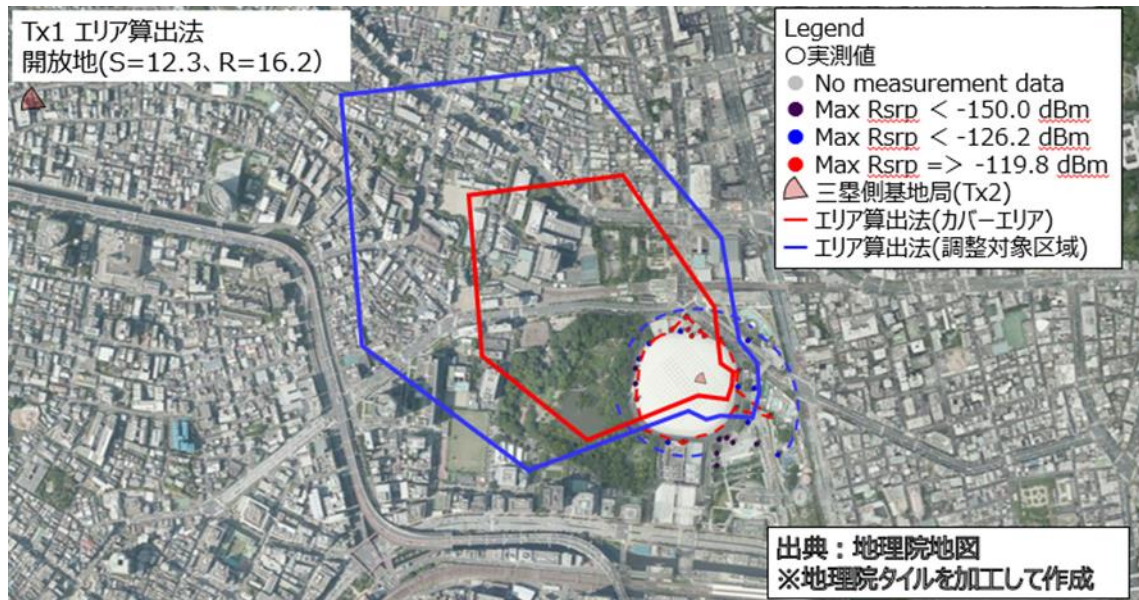 Tx1 エリア算出法
開放地(S=12.3、R=16.2)
Legend
○実測値
No measurement data
Max Rsrp < -150.0 dBm
Max Rsrp < -126.2 dBm
Max Rsrp => -119.8 dBm
三塁側基地局(Tx2)
エリア算出法(カバーエリア)
エリア算出法(調整対象区域)
出典：地理院地図
※地理院タイルを加工して作成